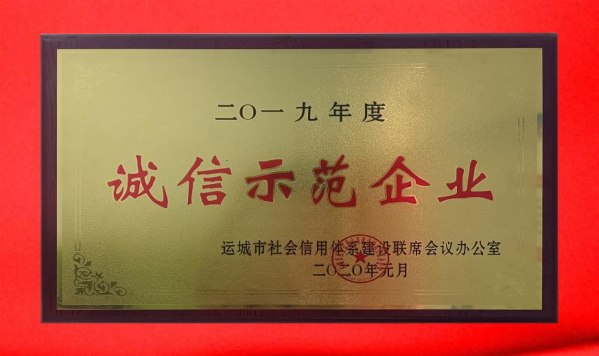 二〇一九年度
诚信示范企业
运城市社会信用体系建设联席会议办公室
二〇二〇年元月